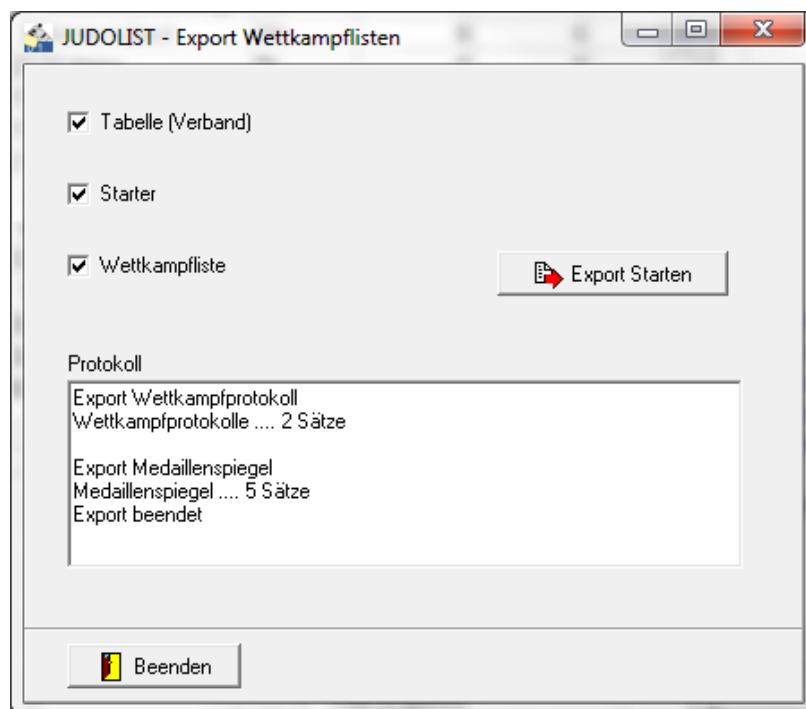 JUDOLIST - Export Wettkampflisten
Tabelle (Verband)
Starter
Wettkampfliste
Export Starten
Protokoll
Export Wettkampfprotokoll
Wettkampfprotokolle .... 2 Sätze
Export Medaillenspiegel
Medaillenspiegel .... 5 Sätze
Export beendet
Beenden